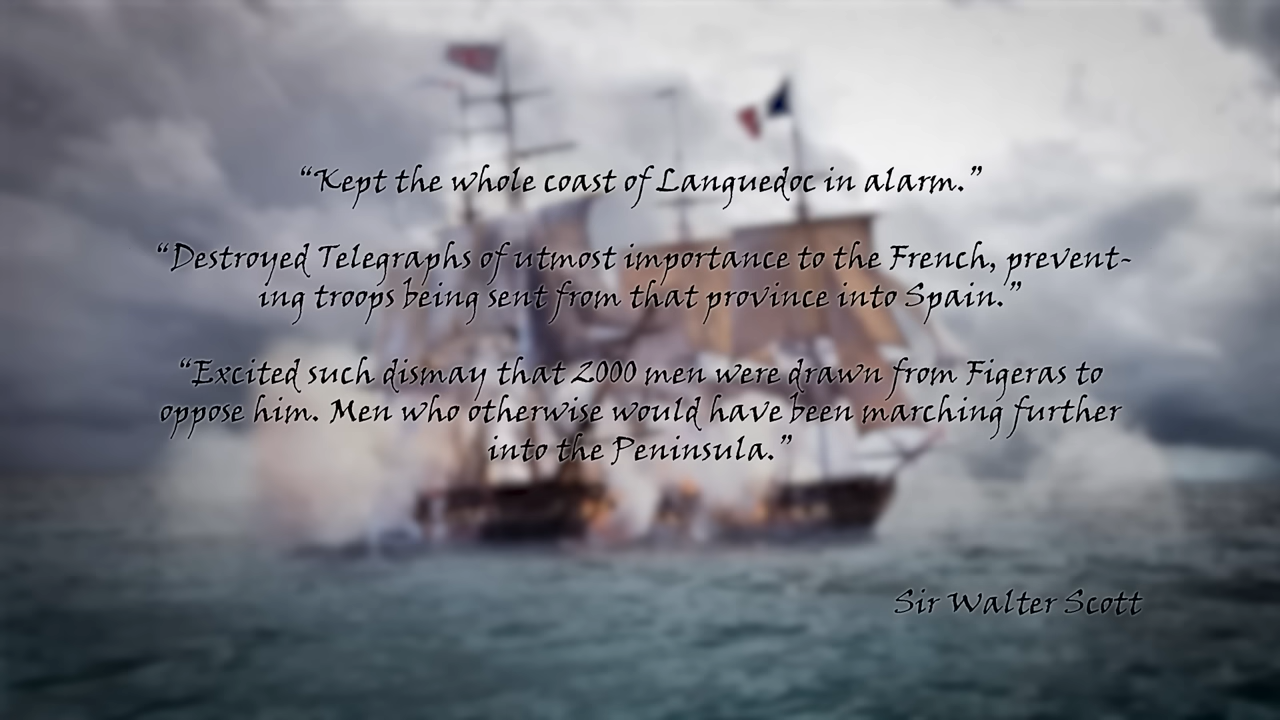 “Kept the whole coast of Languedoc in alarm.”
“Destroyed Telegraphs of utmost importance to the French, prevent-
ing troops being sent from that province into Spain.”
“Excited such dismay that 2000 men were drawn from Figeras to
oppose him. Men who otherwise would have been marching further
into the Peninsula.”
Sir Walter Scott